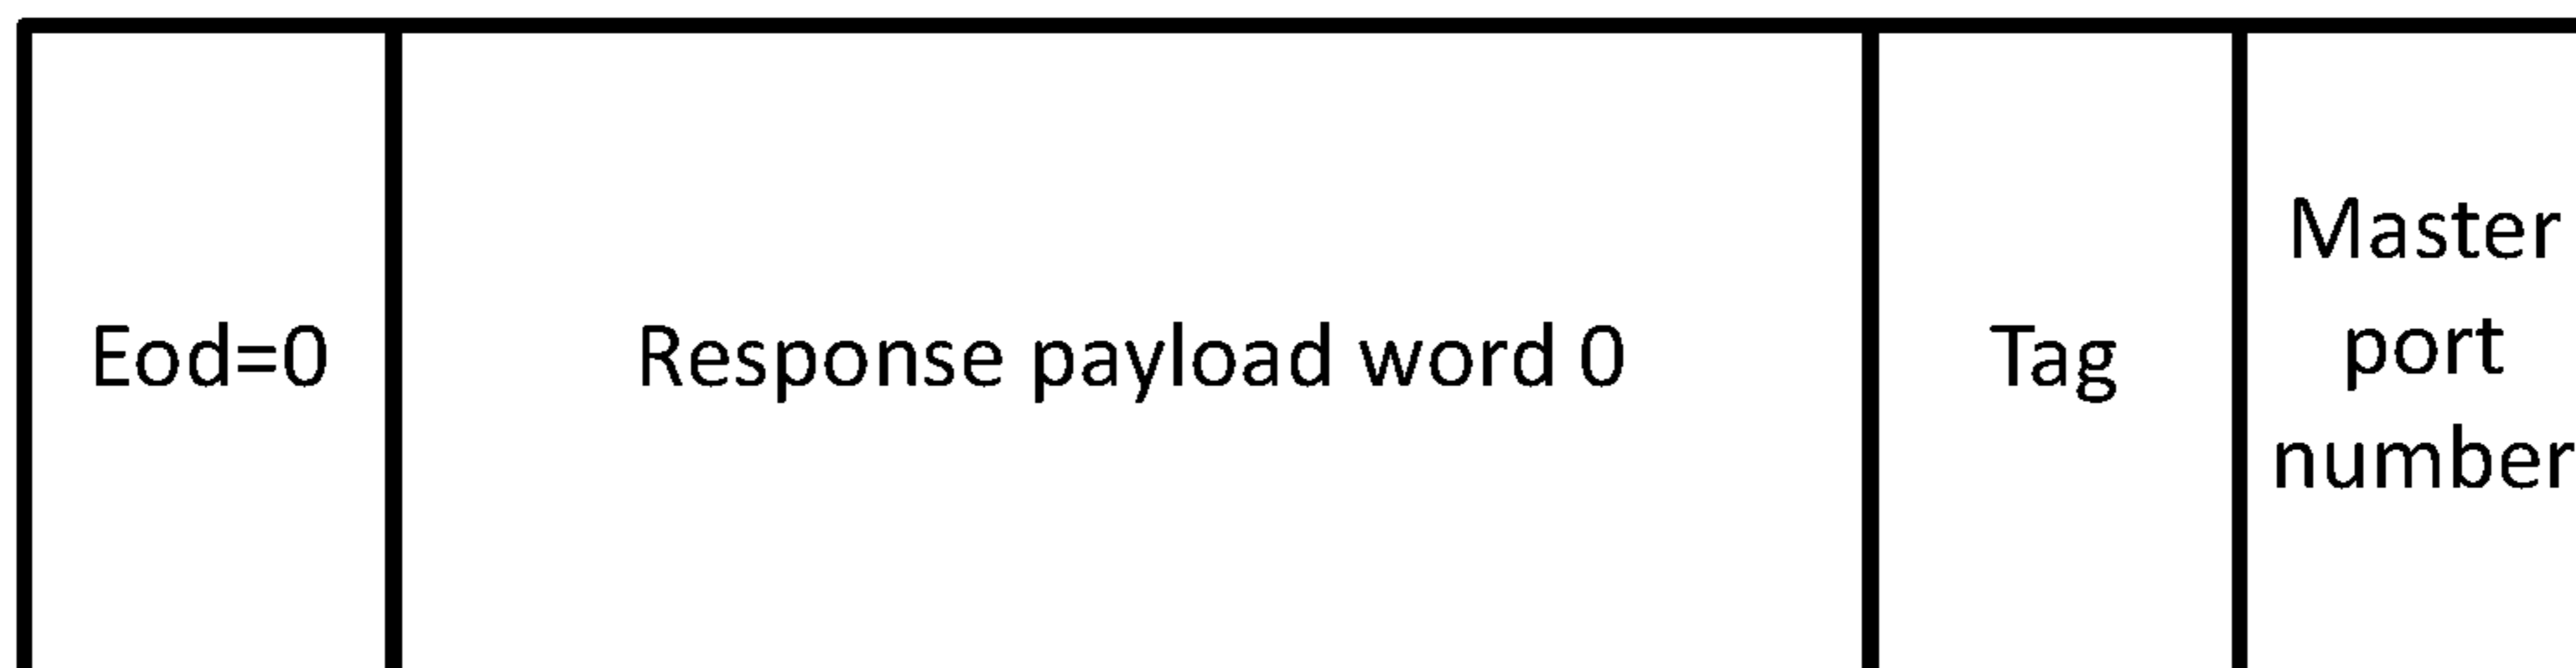 Eod=0
Response payload word 0
Tag
Master
port
number